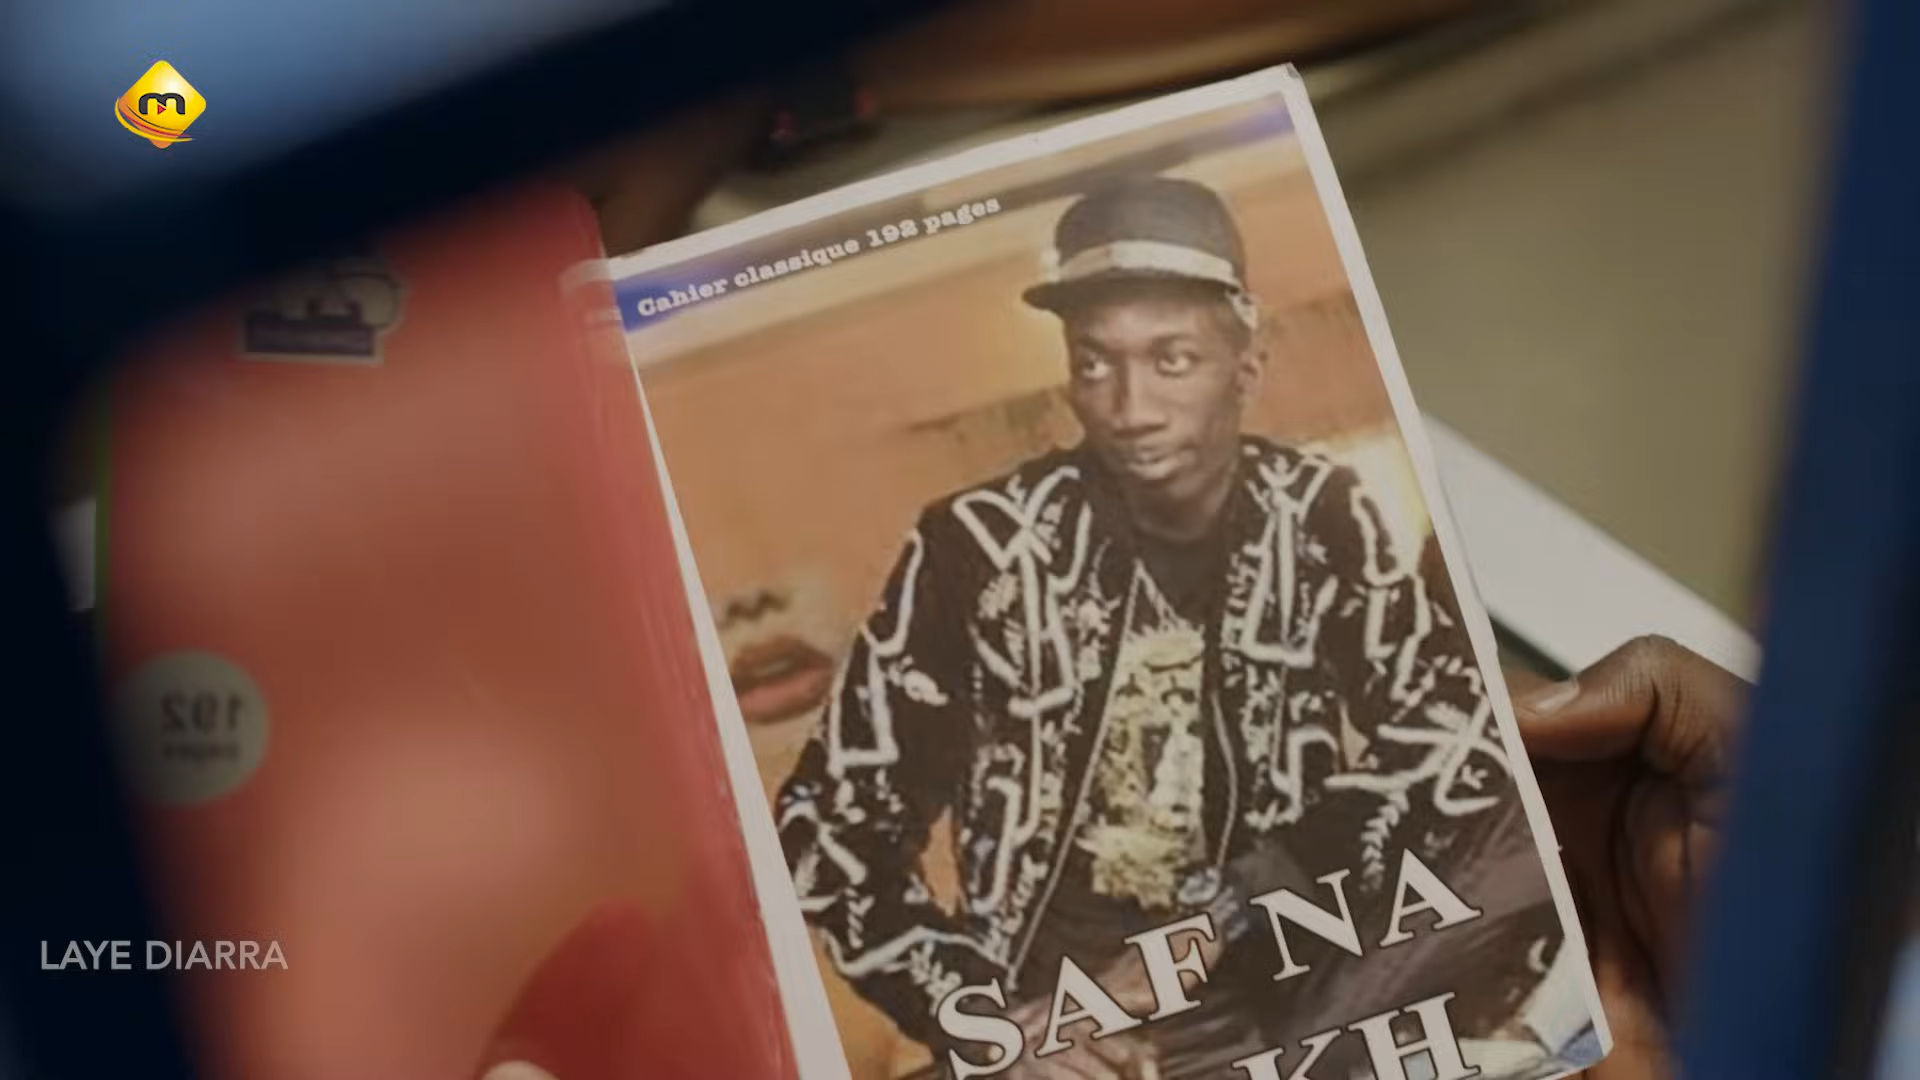 Cahier classique 192 pages
192
SAF NA
KH
LAYE DIARRA